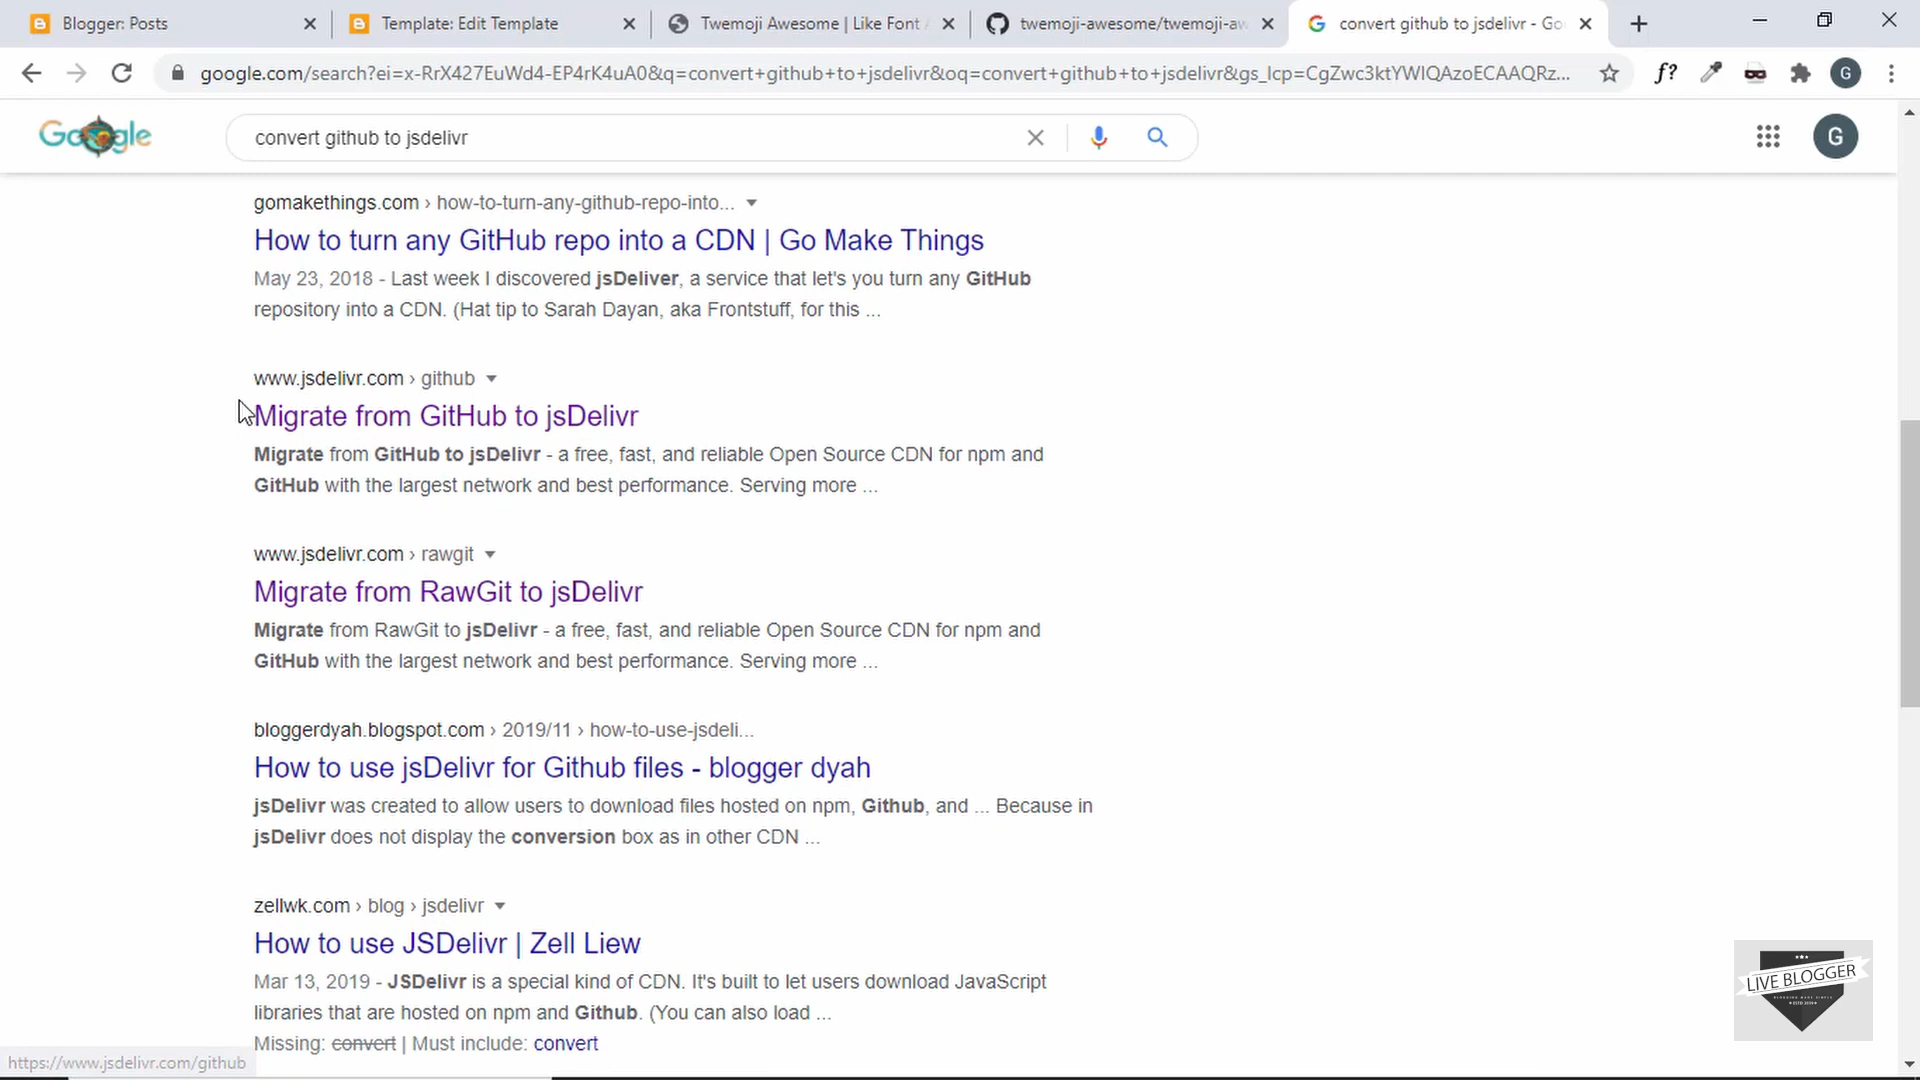 Blogger: Posts
Template: Edit Template
Twemoji Awesome | Like Font
twemoji-awesome/twemoji-aw
convert github to jsdelivr - Go
google.com/search?ei=x-RrX427EuWd4-EP4rK4uA0&q=convert+github+to+jsdelivr&oq=convert+github+to+jsdelivr&gs_lcp=CgZwc3ktYWIQAzoECAAQRz...
f?
G
Google
convert github to jsdelivr
G
gomakethings.com › how-to-turn-any-github-repo-into...
How to turn any GitHub repo into a CDN | Go Make Things
May 23, 2018 - Last week I discovered jsDeliver, a service that let's you turn any GitHub
repository into a CDN. (Hat tip to Sarah Dayan, aka Frontstuff, for this ...
www.jsdelivr.com › github
Migrate from GitHub to jsDelivr
Migrate from GitHub to jsDelivr - a free, fast, and reliable Open Source CDN for npm and
GitHub with the largest network and best performance. Serving more ...
www.jsdelivr.com › rawgit
Migrate from RawGit to jsDelivr
Migrate from RawGit to jsDelivr - a free, fast, and reliable Open Source CDN for npm and
GitHub with the largest network and best performance. Serving more ...
bloggerdyah.blogspot.com › 2019/11 › how-to-use-jsdeli...
How to use jsDelivr for Github files - blogger dyah
jsDelivr was created to allow users to download files hosted on npm, Github, and ... Because in
jsDelivr does not display the conversion box as in other CDN ...
zellwk.com › blog › jsdelivr
How to use JSDelivr | Zell Liew
Mar 13, 2019 - JSDelivr is a special kind of CDN. It's built to let users download JavaScript
libraries that are hosted on npm and Github. (You can also load ...
Missing: convert | Must include: convert
https://www.jsdelivr.com/github
LIVE BLOGGER